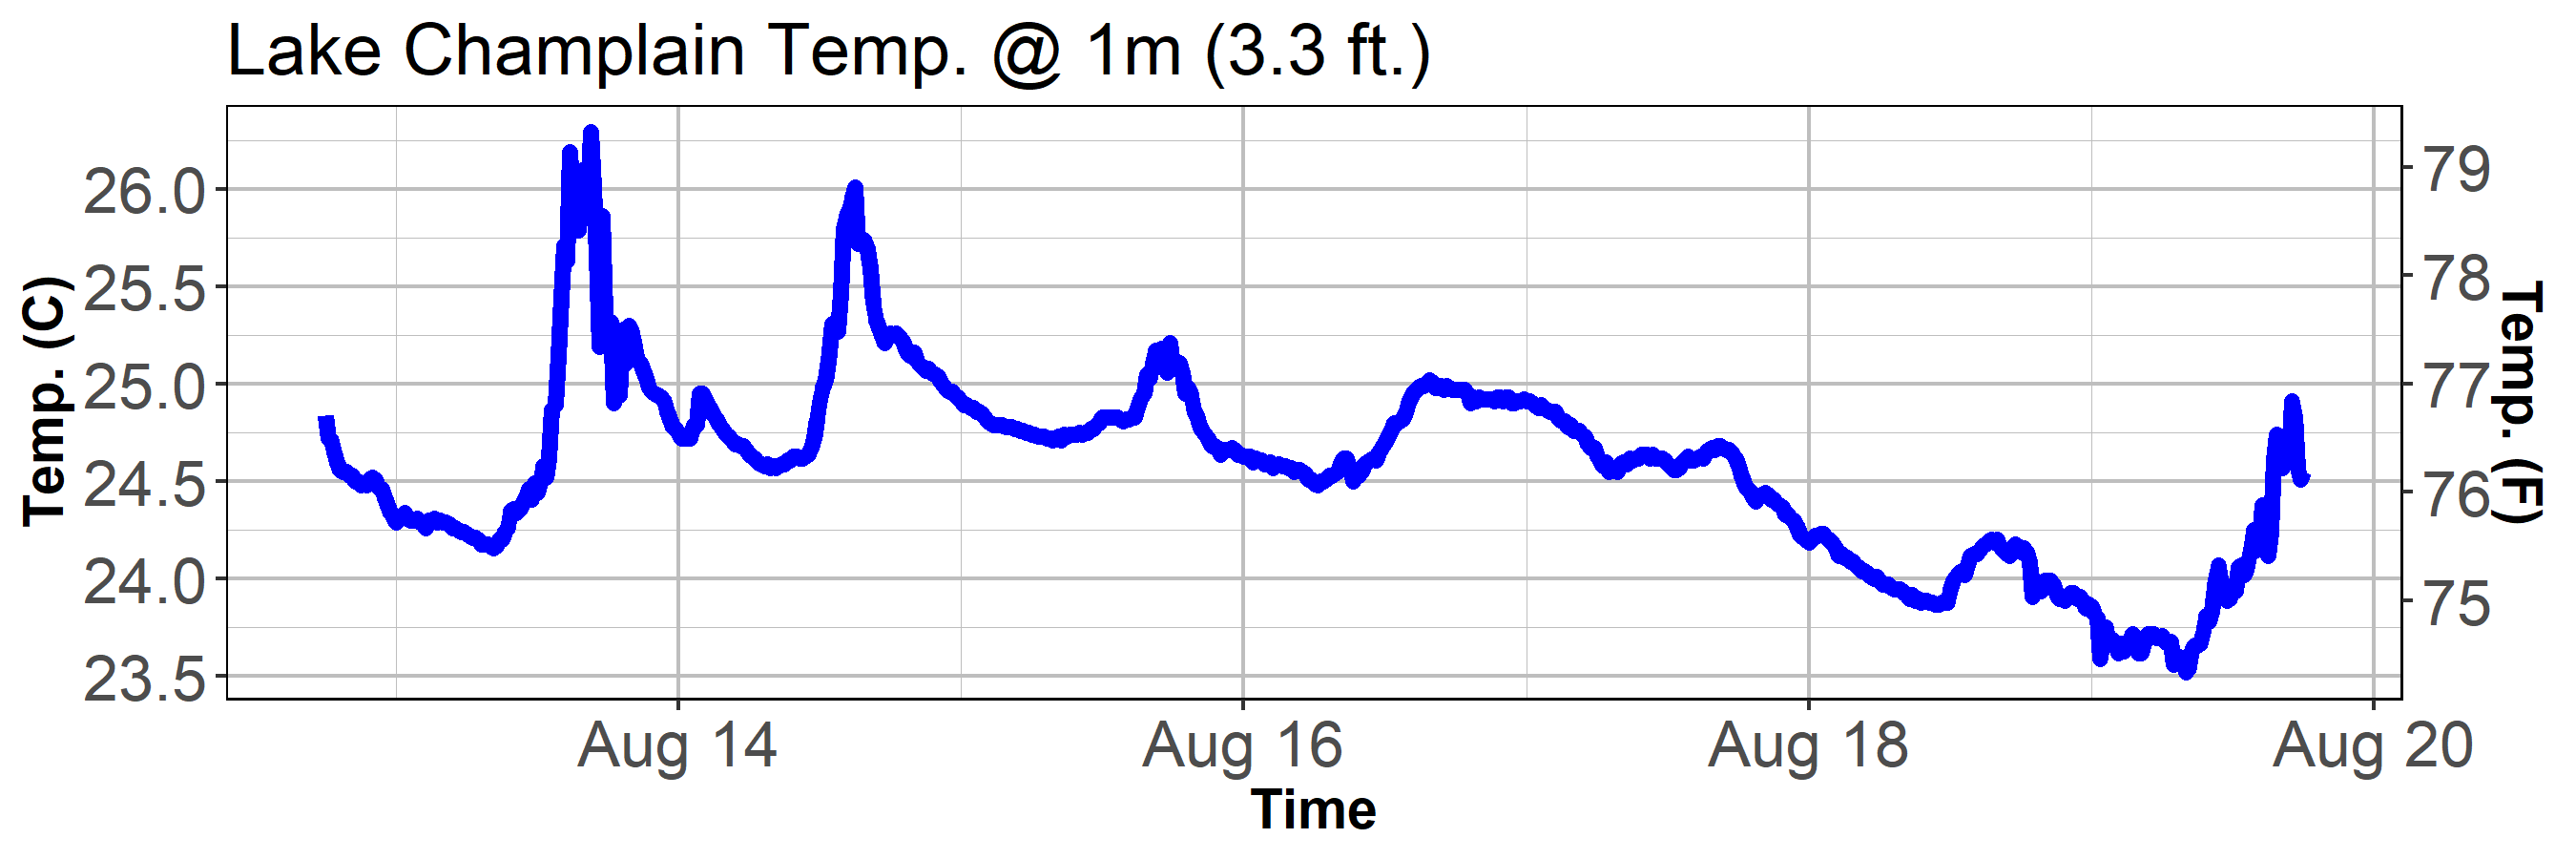 Lake Champlain Temp. @ 1m (3.3 ft.)
Temp. (C)
26.0
25.5
25.0
24.5
24.0
23.5
79
78
77
76
75
Temp. (F)
Aug 14
Aug 16
Aug 18
Aug 20
Time